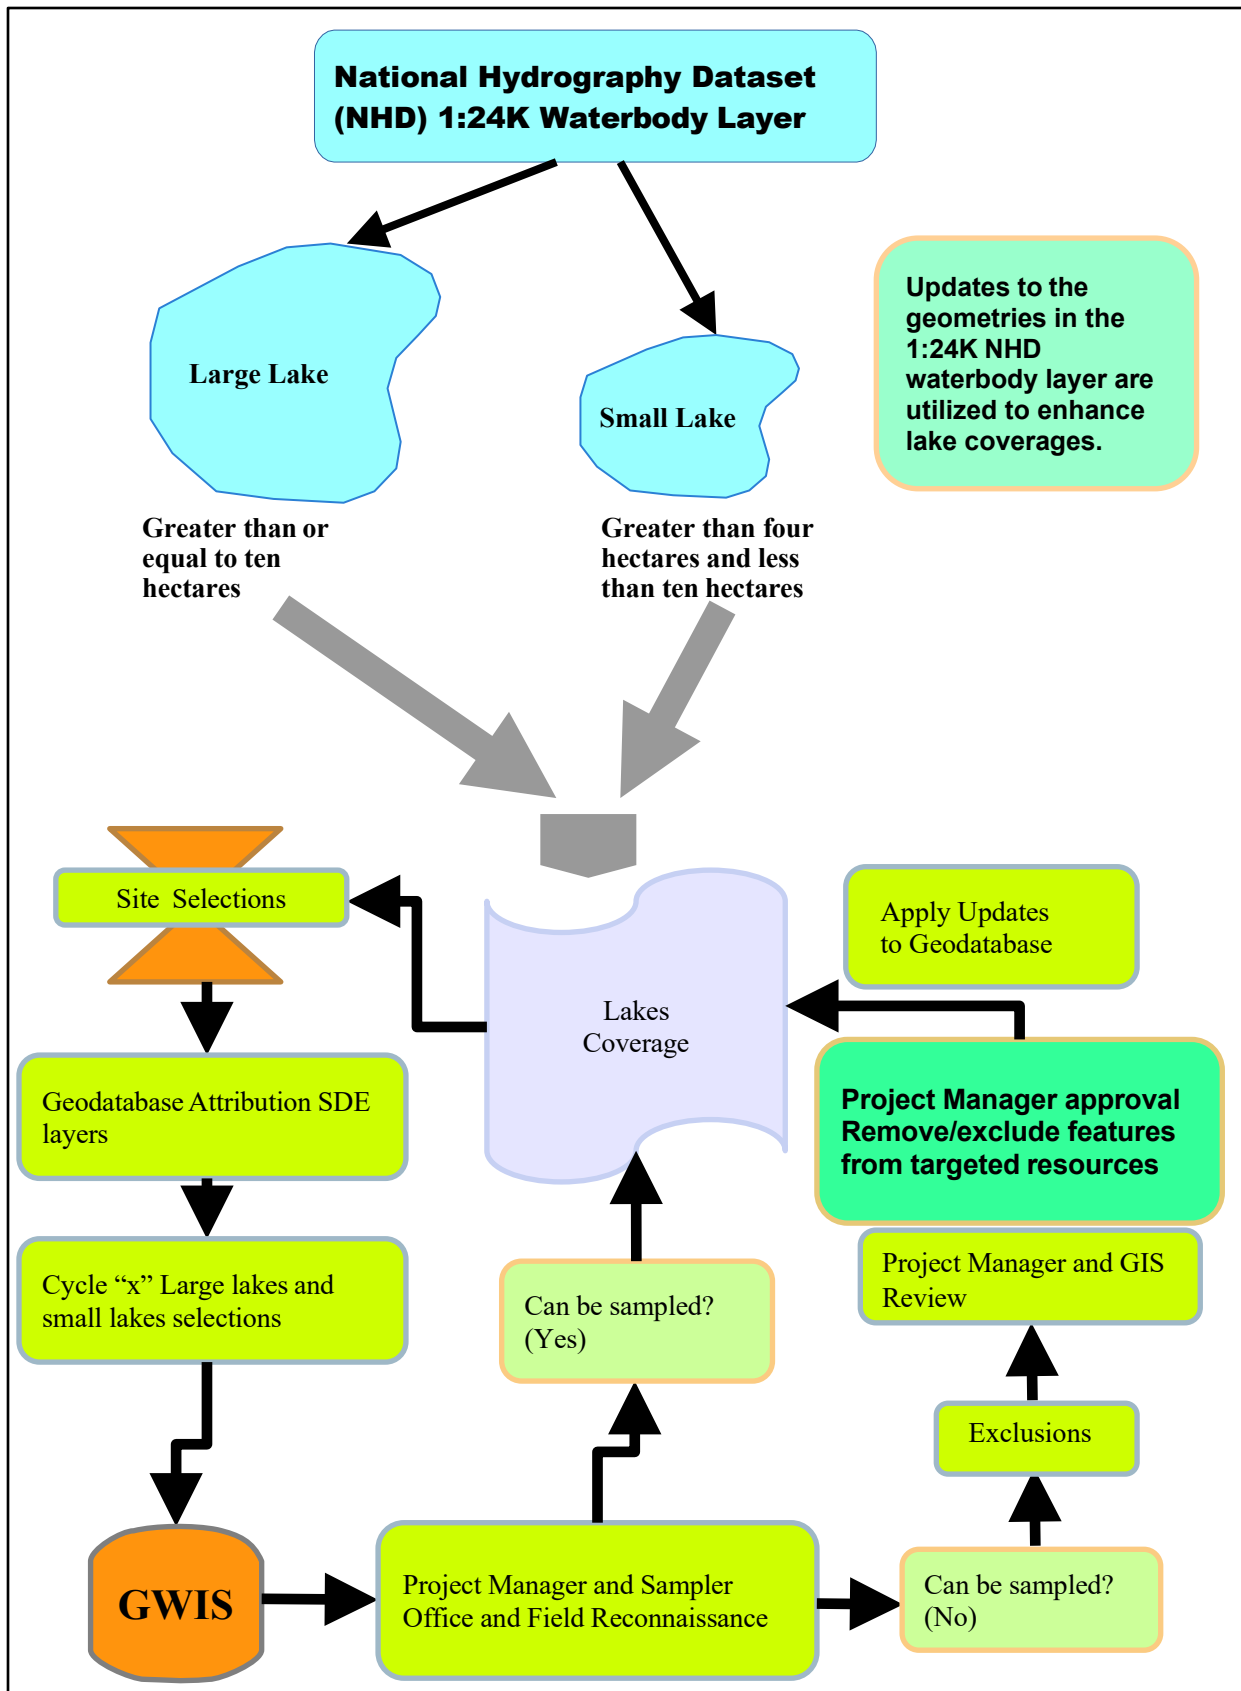 National Hydrography Dataset
(NHD) 1:24K Waterbody Layer
Large Lake
Small Lake
Updates to the
geometries in the
1:24K NHD
waterbody layer are
utilized to enhance
lake coverages.
Greater than or
equal to ten
hectares
Greater than four
hectares and less
than ten hectares
Site Selections
Lakes
Coverage
Apply Updates
to Geodatabase
Geodatabase Attribution SDE
layers
Project Manager approval
Remove/exclude features
from targeted resources
Cycle “x” Large lakes and
small lakes selections
Can be sampled?
(Yes)
Project Manager and GIS
Review
Exclusions
GWIS
Project Manager and Sampler
Office and Field Reconnaissance
Can be sampled?
(No)